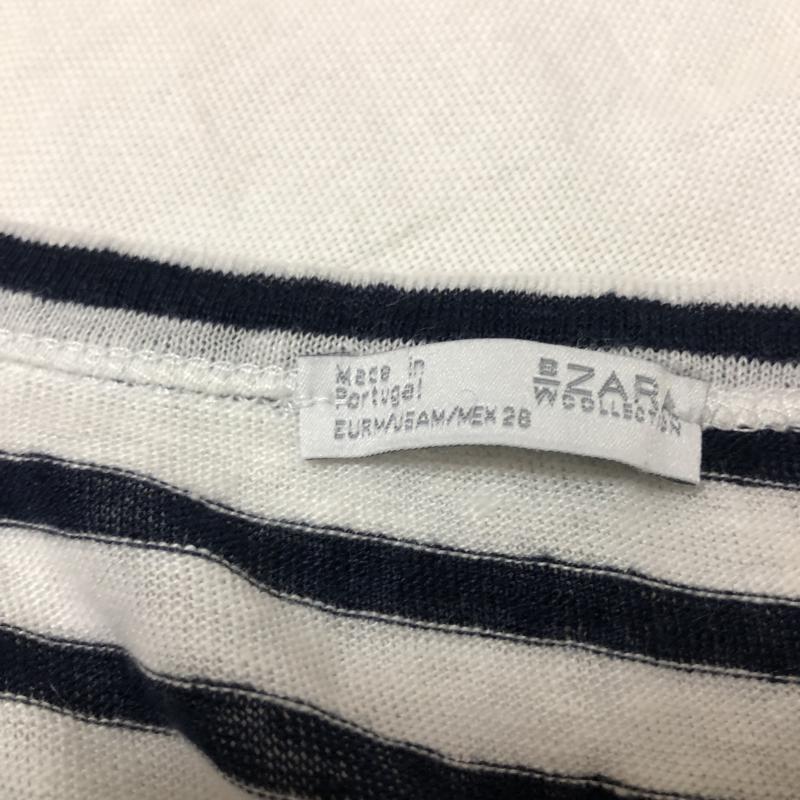 Made in
Portugal
EUR M/USA M/MEX 28
W&B ZARA
COLLECTION